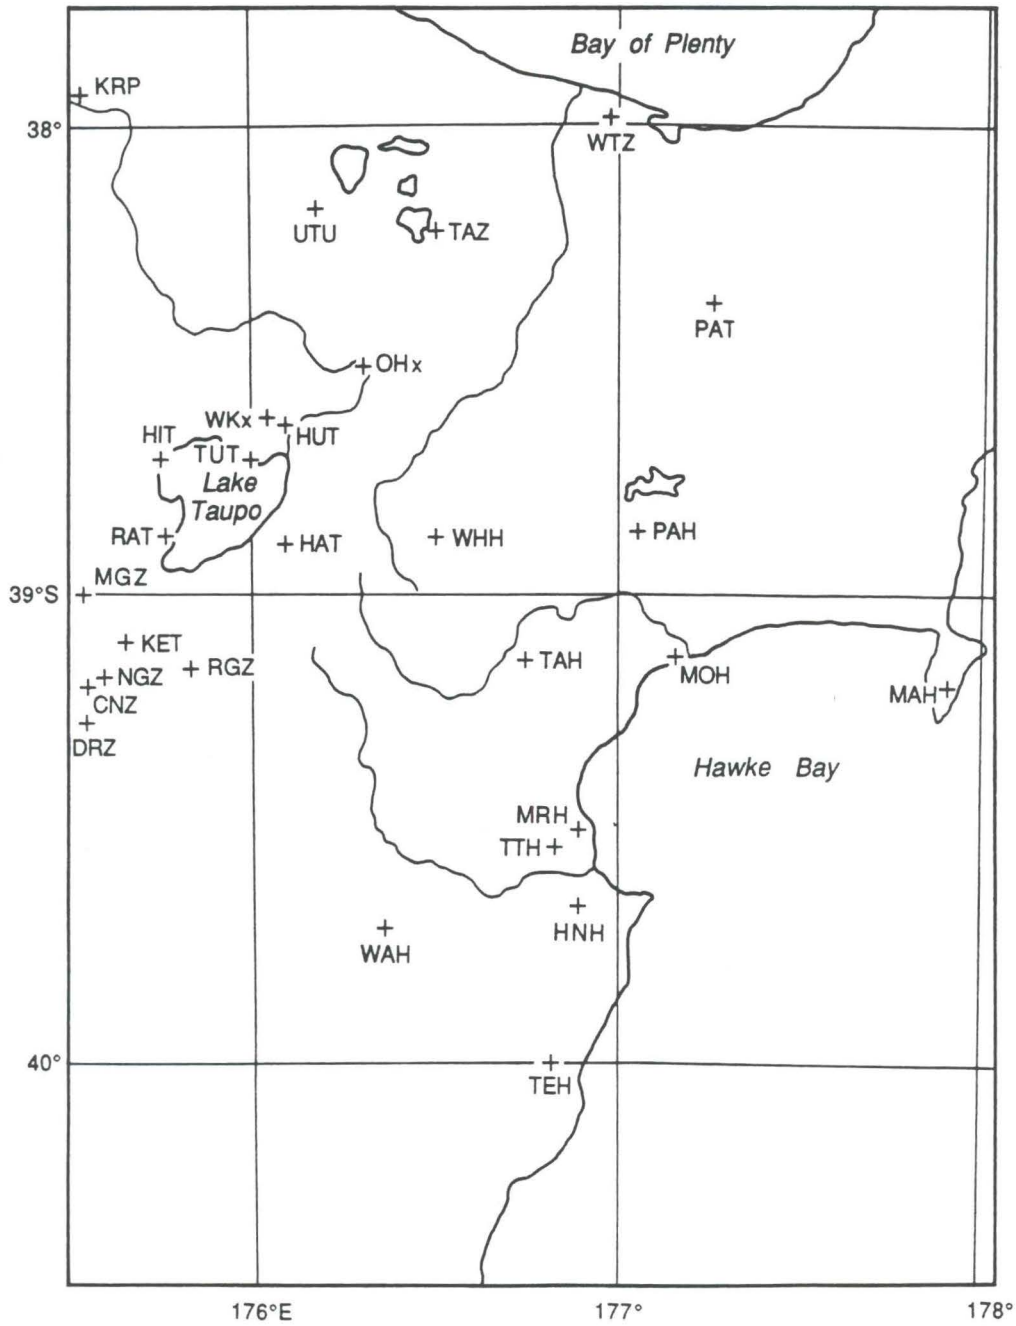 Bay of Plenty
KRP
38°
WTZ
UTU
TAZ
PAT
OHx
WKx
HUT
HIT
TUT
Lake
Taupo
RAT
HAT
WHH
PAH
MGZ
39°S
KET
NGZ
RGZ
CNZ
DRZ
TAH
MOH
MAH
Hawke Bay
MRH
TTH
HNH
WAH
40°
TEH
176°E
177°
178°